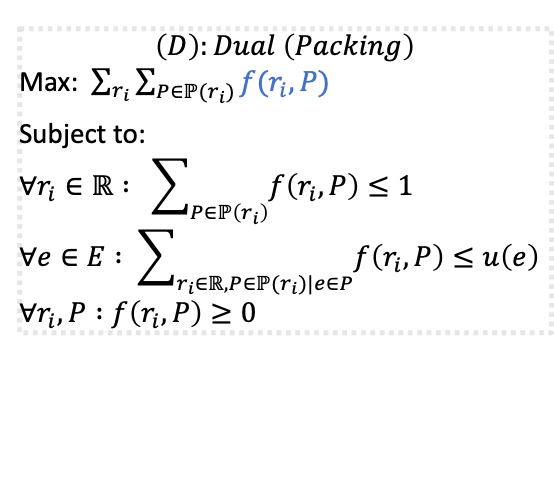 (D): Dual (Packing)
Max: ∑_{r_i} ∑_{P∈ℙ(r_i)} f(r_i, P)
Subject to:
∀r_i ∈ ℝ : ∑_{P∈ℙ(r_i)} f(r_i, P) ≤ 1
∀e ∈ E : ∑_{r_i∈ℝ,P∈ℙ(r_i)|e∈P} f(r_i, P) ≤ u(e)
∀r_i, P : f(r_i, P) ≥ 0